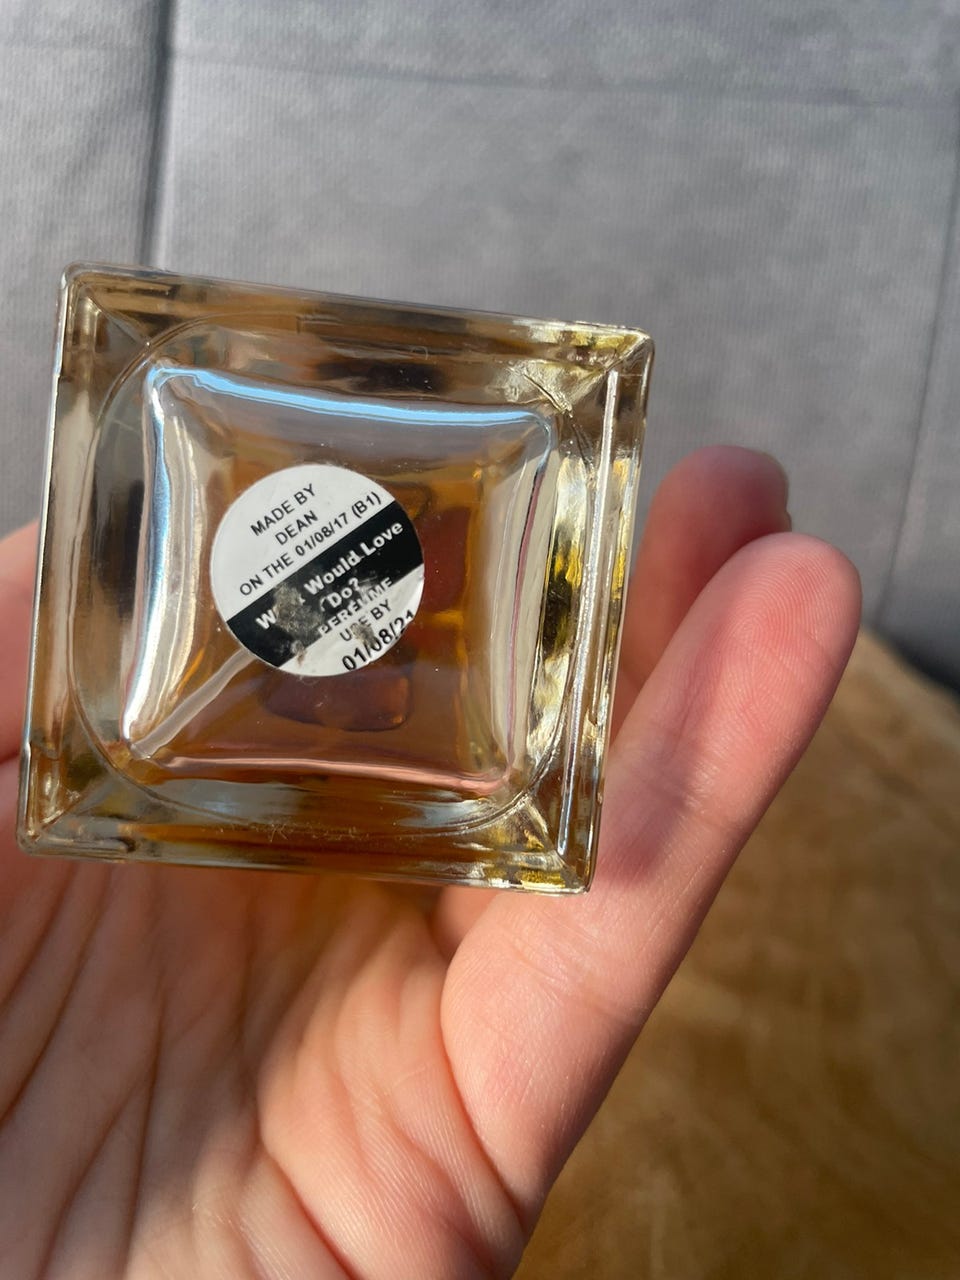 MADE BY
DEAN
ON THE 01/08/17 (B1)
Would Love
Do?
PERFUME
USE BY
01/08/21